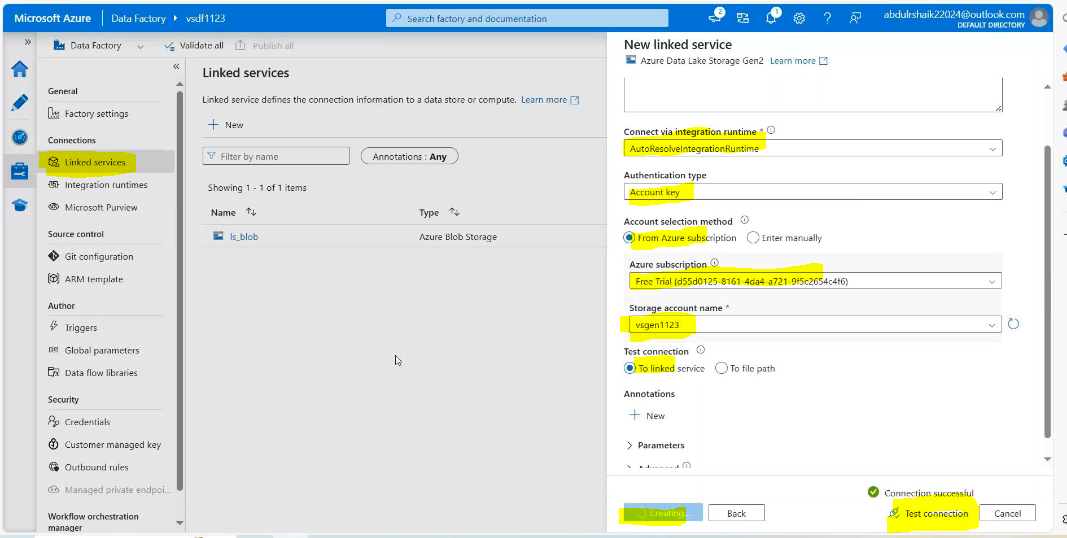 Microsoft Azure | Data Factory > vsdf1123
Search factory and documentation
2
1
abdulrshaik22024@outlook.com
DEFAULT DIRECTORY
Data Factory
Validate all
Publish all
General
Factory settings
Connections
Linked services
Integration runtimes
Microsoft Purview
Source control
Git configuration
ARM template
Author
Triggers
Global parameters
Data flow libraries
Security
Credentials
Customer managed key
Outbound rules
Managed private endpoi...
Workflow orchestration
manager
Linked services
Linked service defines the connection information to a data store or compute. Learn more
New
Filter by name
Annotations : Any
Showing 1 - 1 of 1 items
Name Type
ls_blob Azure Blob Storage
New linked service
Azure Data Lake Storage Gen2 Learn more
Connect via integration runtime *
AutoResolveIntegrationRuntime
Authentication type
Account key
Account selection method
From Azure subscription Enter manually
Azure subscription
Free Trial (d55d0125-8161-4da4-a721-9f5c2654c4f6)
Storage account name *
vsgen1123
Test connection
To linked service To file path
Annotations
New
Parameters
Advanced
Connection successful
Creating...
Back
Test connection
Cancel